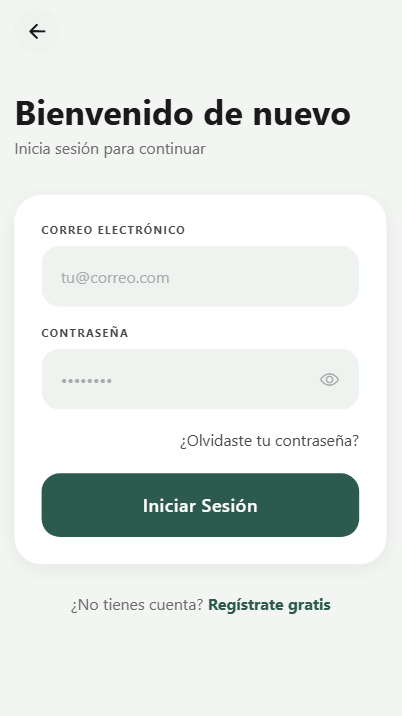 Bienvenido de nuevo
Inicia sesión para continuar
CORREO ELECTRÓNICO
tu@correo.com
CONTRASEÑA
••••••••
¿Olvidaste tu contraseña?
Iniciar Sesión
¿No tienes cuenta? Regístrate gratis